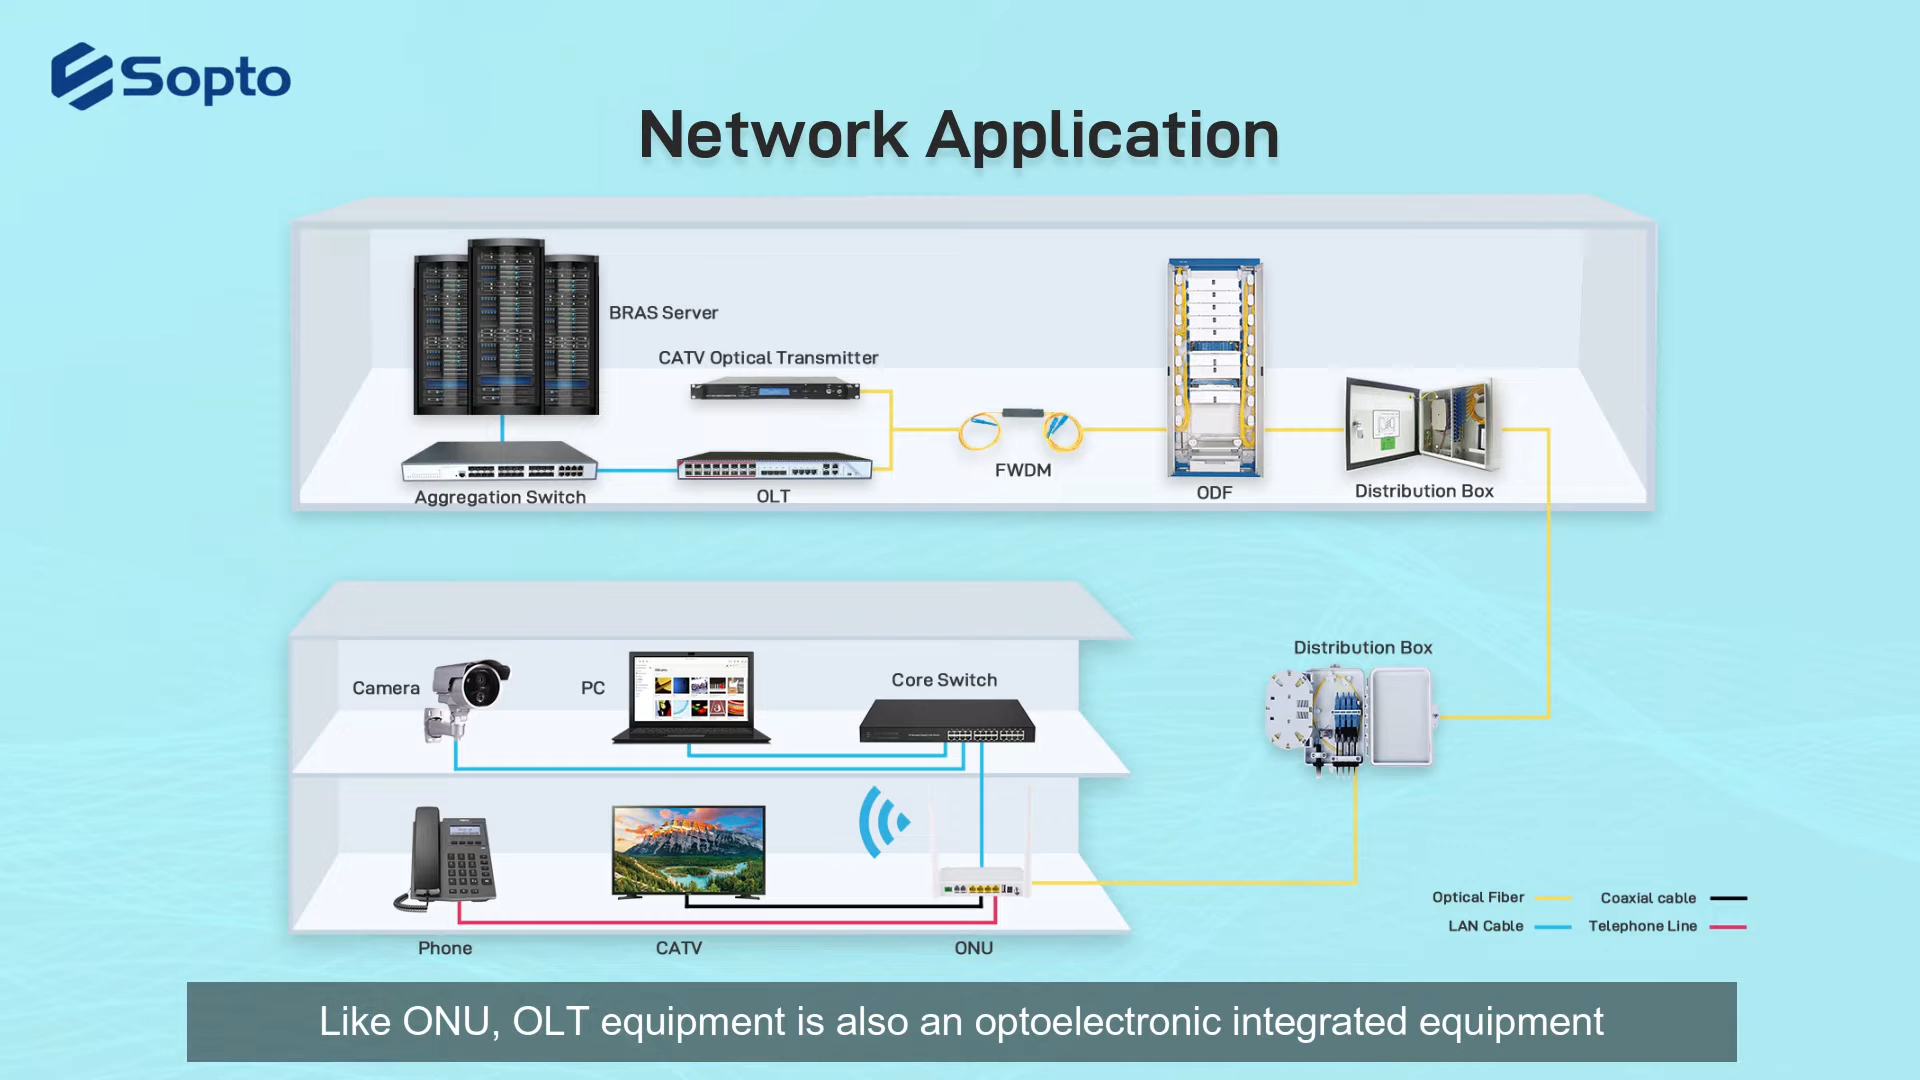 Sopto
Network Application
BRAS Server
CATV Optical Transmitter
FWDM
Aggregation Switch
OLT
ODF
Distribution Box
Distribution Box
Camera
PC
Core Switch
Optical Fiber
Coaxial cable
LAN Cable
Telephone Line
Phone
CATV
ONU
Like ONU, OLT equipment is also an optoelectronic integrated equipment